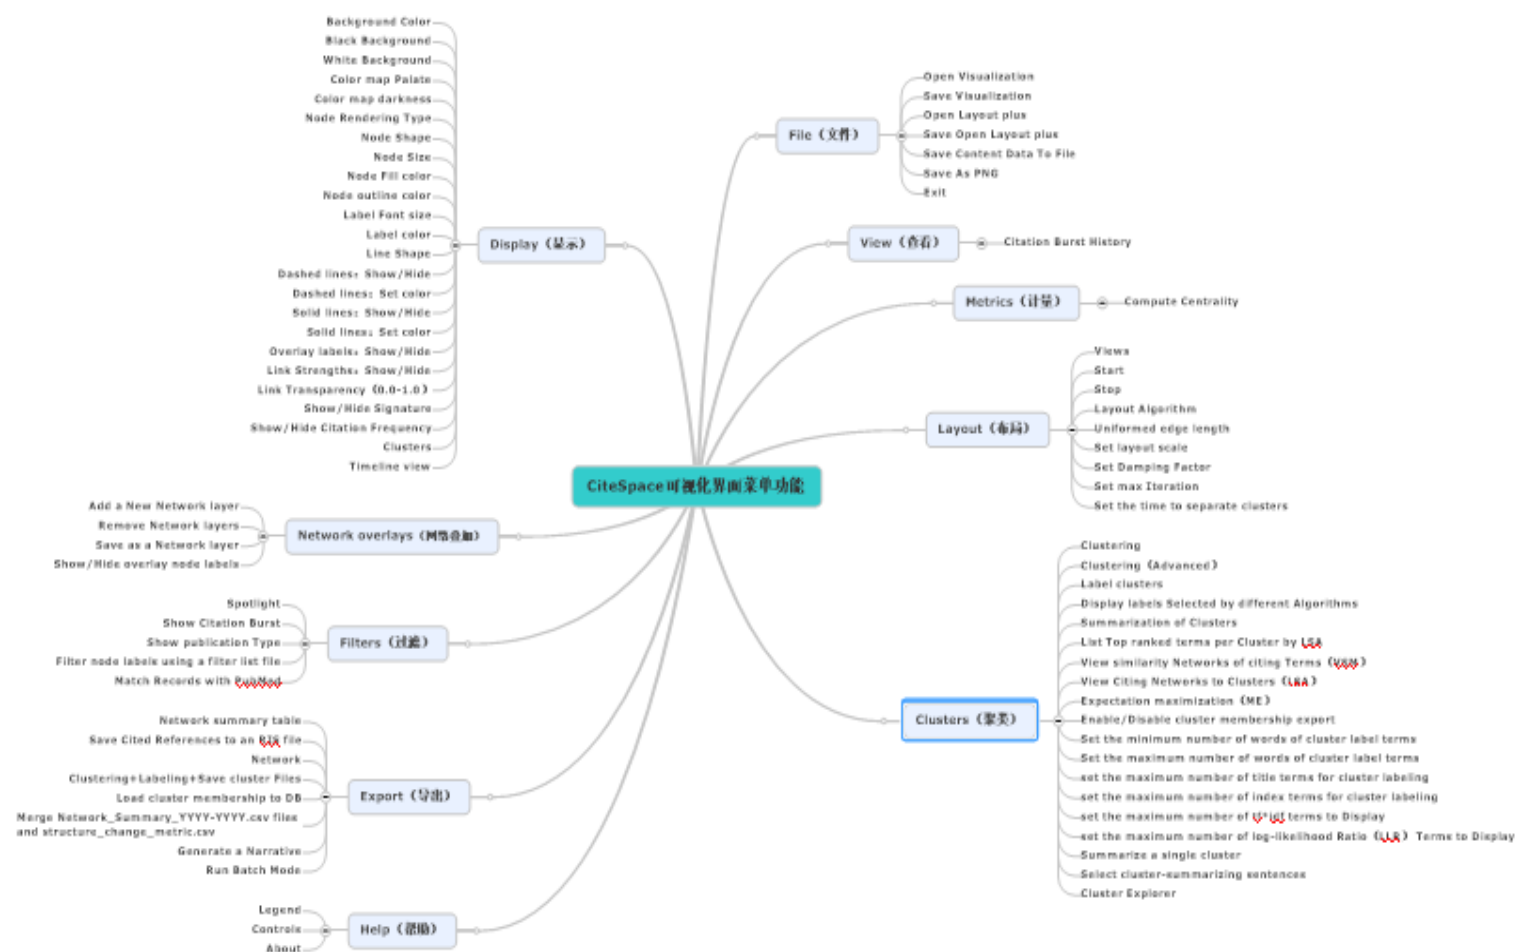 CiteSpace可视化界面菜单功能
File（文件）
Open Visualization
Save Visualization
Open Layout plus
Save Open Layout plus
Save Content Data To File
Save As PNG
Exit
View（查看）
Citation Burst History
Metrics（计量）
Compute Centrality
Layout（布局）
Views
Start
Stop
Layout Algorithm
Uniformed edge length
Set layout scale
Set Damping Factor
Set max Iteration
Set the time to separate clusters
Clusters（聚类）
Clustering
Clustering（Advanced）
Label clusters
Display labels Selected by different Algorithms
Summarization of Clusters
List Top ranked terms per Cluster by LSA
View similarity Networks of citing Terms（VSM）
View Citing Networks to Clusters（LSA）
Expectation maximization（ME）
Enable/Disable cluster membership export
Set the minimum number of words of cluster label terms
Set the maximum number of words of cluster label terms
set the maximum number of title terms for cluster labeling
set the maximum number of index terms for cluster labeling
set the maximum number of tf*idf terms to Display
set the maximum number of log-likelihood Ratio（LLR）Terms to Display
Summarize a single cluster
Select cluster-summarizing sentences
Cluster Explorer
Display（显示）
Background Color
Black Background
White Background
Color map Palate
Color map darkness
Node Rendering Type
Node Shape
Node Size
Node Fill color
Node outline color
Label Font size
Label color
Line Shape
Dashed lines：Show/Hide
Dashed lines：Set color
Solid lines：Show/Hide
Solid lines：Set color
Overlay labels：Show/Hide
Link Strengths：Show/Hide
Link Transparency（0.0-1.0）
Show/Hide Signature
Show/Hide Citation Frequency
Clusters
Timeline view
Network overlays（网络叠加）
Add a New Network layer
Remove Network layers
Save as a Network layer
Show/Hide overlay node labels
Filters（过滤）
Spotlight
Show Citation Burst
Show publication Type
Filter node labels using a filter list file
Match Records with PubMed
Export（导出）
Network summary table
Save Cited References to an RIS file
Network
Clustering+Labeling+Save cluster Files
Load cluster membership to DB
Merge Network_Summary_YYYY-YYYY.csv files
and structure_change_metric.csv
Generate a Narrative
Run Batch Mode
Help（帮助）
Legend
Controls
About